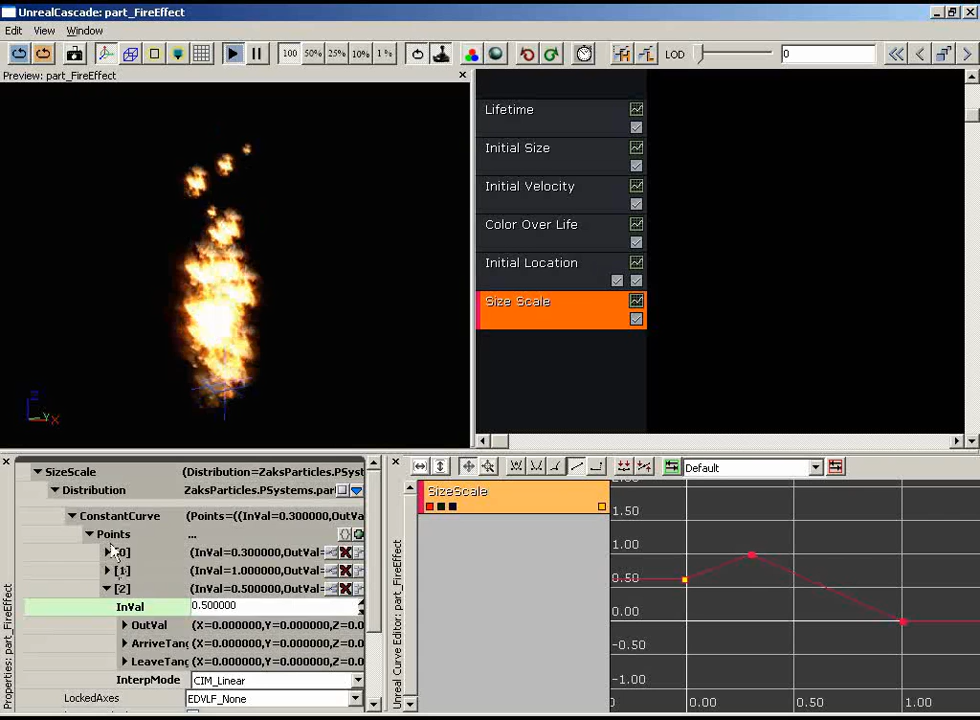 UnrealCascade: part_FireEffect
Edit View Window
100 50% 25% 10% 1% LOD 0
Preview: part_FireEffect
Lifetime
Initial Size
Initial Velocity
Color Over Life
Initial Location
Size Scale
X Y Z
SizeScale (Distribution=ZaksParticles.PSyst
Distribution ZaksParticles.PSystems.par
ConstantCurve (Points=((InVal=0.300000,OutV
Points ...
[0] (InVal=0.300000,OutVal=
[1] (InVal=1.000000,OutVal=
[2] (InVal=0.500000,OutVal=
InVal 0.500000
OutVal (X=0.000000,Y=0.000000,Z=0.0
ArriveTang (X=0.000000,Y=0.000000,Z=0.0
LeaveTang (X=0.000000,Y=0.000000,Z=0.0
InterpMode CIM_Linear
LockedAxes EDVLF_None
Properties: part_FireEffect
Unreal Curve Editor: part_FireEffect
Default
SizeScale
1.50
1.00
0.50
0.00
-0.50
-1.00
0.00 0.50 1.00